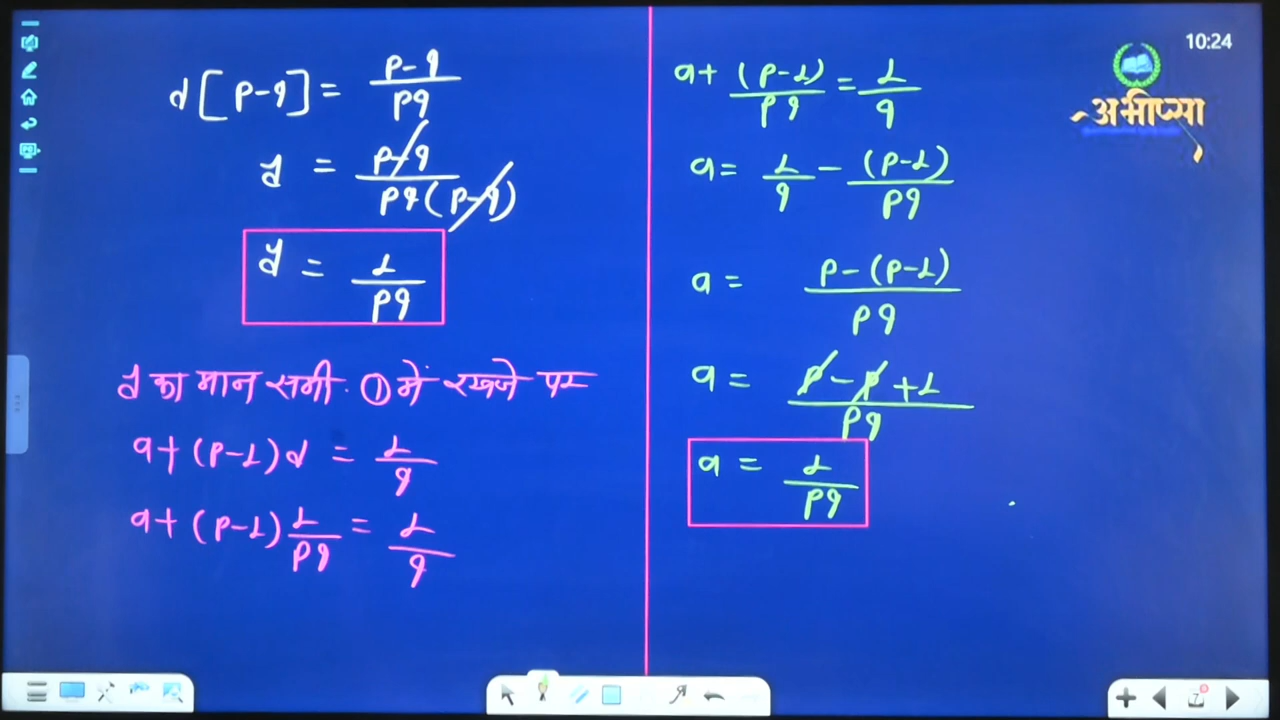 d[p-q] = p-q/pq
d = p-q/pq(p-q)
d = 1/pq
d का मान समी. ① में रखने पर
a+(p-1)d = 1/q
a+(p-1)1/pq = 1/q
a+(p-1)/pq = 1/q
a = 1/q - (p-1)/pq
a = p-(p-1)/pq
a = p-p+1/pq
a = 1/pq
10:24
अभीप्सा
7